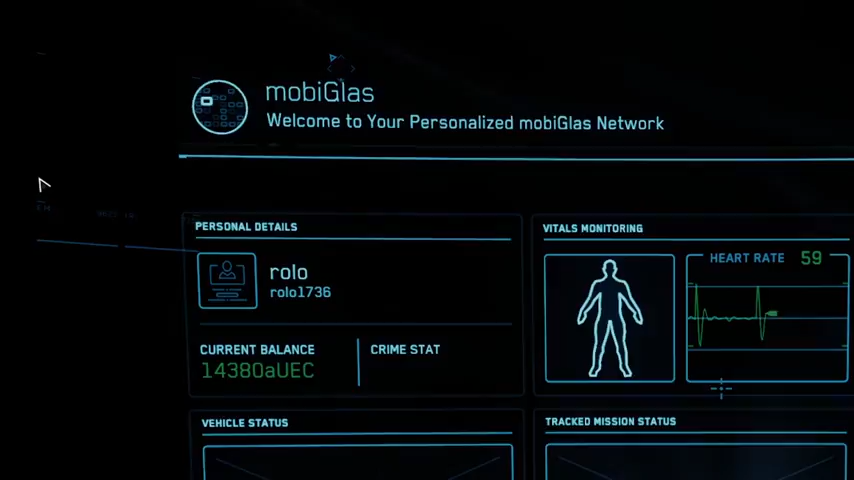 mobiGlas
Welcome to Your Personalized mobiGlas Network
PERSONAL DETAILS
rolo
rolo1736
CURRENT BALANCE
14380aUEC
CRIME STAT
VITALS MONITORING
HEART RATE 59
VEHICLE STATUS
TRACKED MISSION STATUS